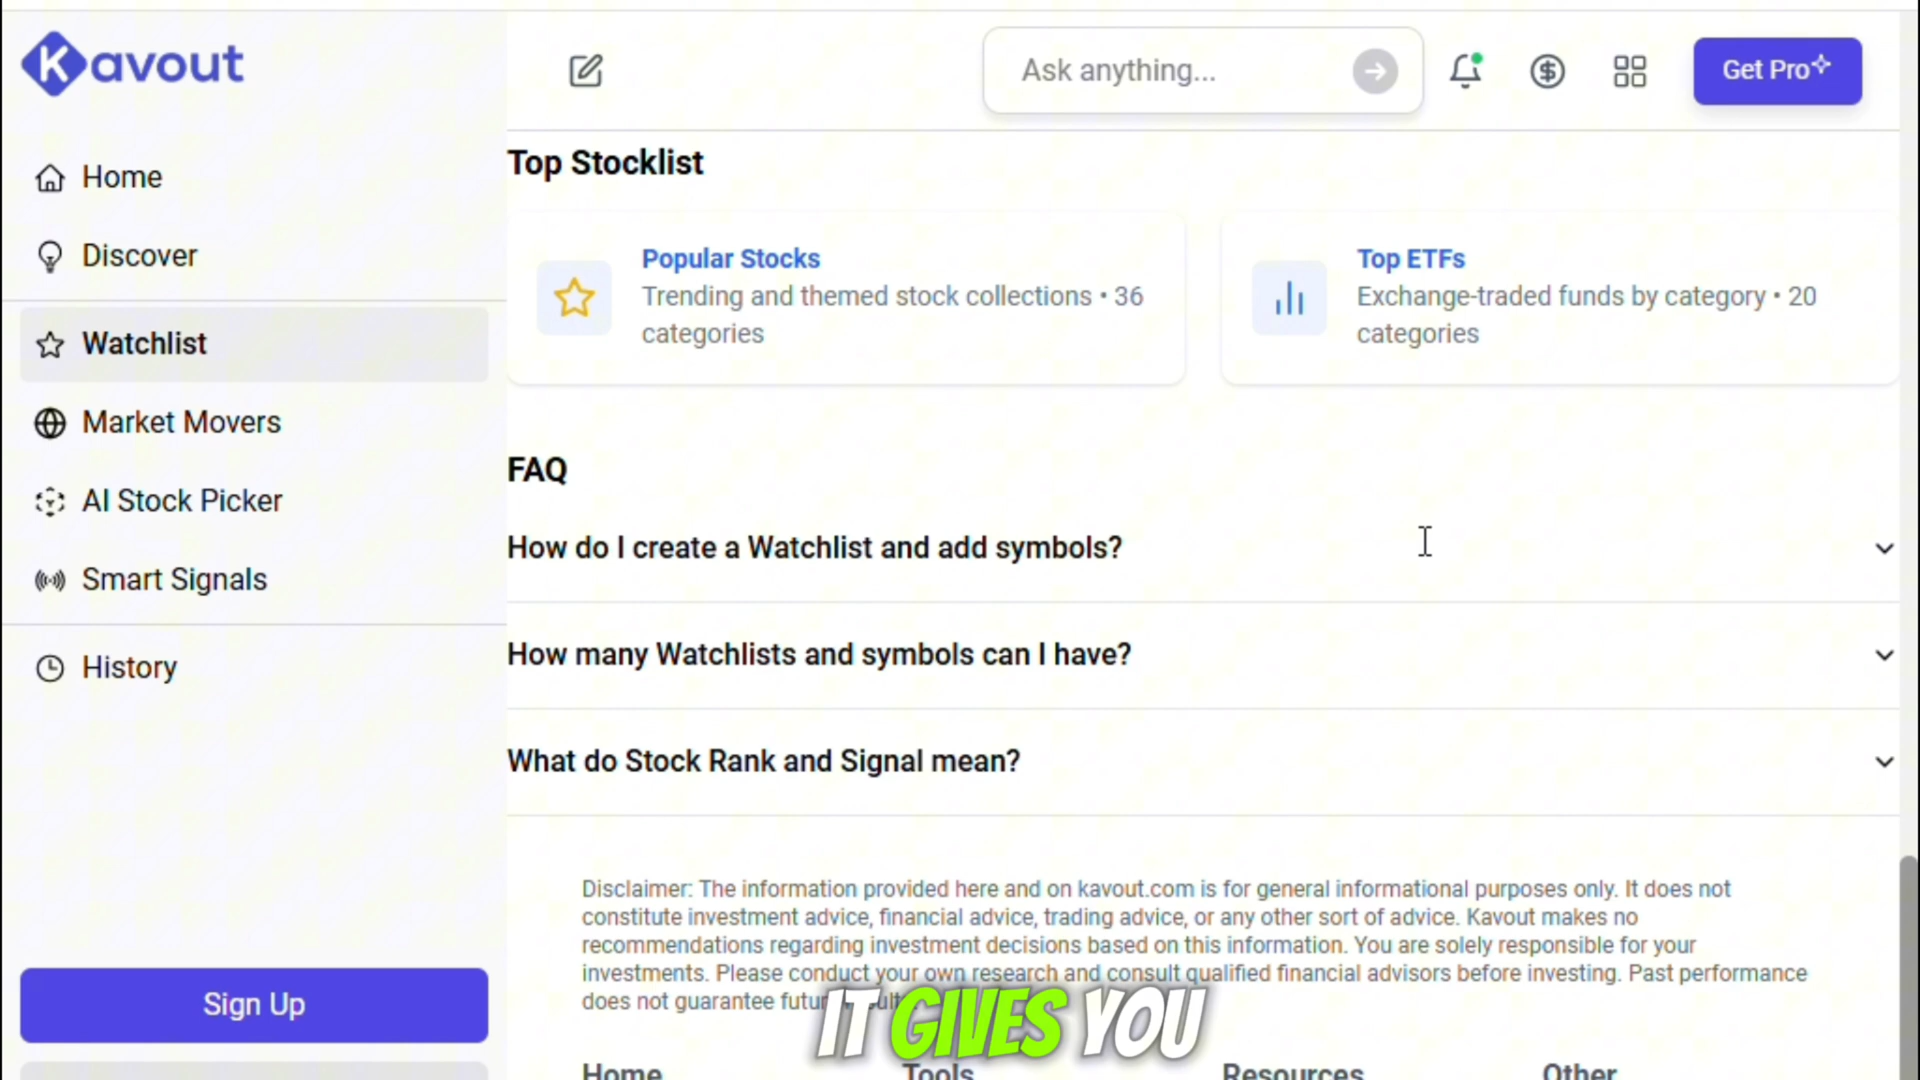 Kavout
Ask anything...
Get Pro
Home
Discover
Watchlist
Market Movers
AI Stock Picker
Smart Signals
History
Sign Up
Top Stocklist
Popular Stocks
Trending and themed stock collections • 36
categories
Top ETFs
Exchange-traded funds by category • 20
categories
FAQ
How do I create a Watchlist and add symbols?
How many Watchlists and symbols can I have?
What do Stock Rank and Signal mean?
Disclaimer: The information provided here and on kavout.com is for general informational purposes only. It does not
constitute investment advice, financial advice, trading advice, or any other sort of advice. Kavout makes no
recommendations regarding investment decisions based on this information. You are solely responsible for your
investments. Please conduct your own research and consult qualified financial advisors before investing. Past performance
does not guarantee
IT GIVES YOU
Home
Tools
Resources
Other